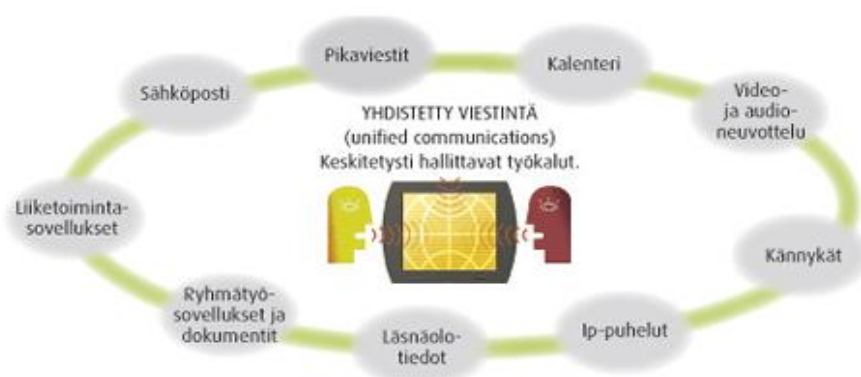 Pikaviestit
Kalenteri
Sähköposti
Video-
ja audio-
neuvottelu
YHDISTETTY VIESTINTÄ
(unified communications)
Keskitetysti hallittavat työkalut.
Liiketoiminta-
sovellukset
Kännykät
Ryhmätyö-
sovellukset ja
dokumentit
Läsnäolo-
tiedot
Ip-puhelut